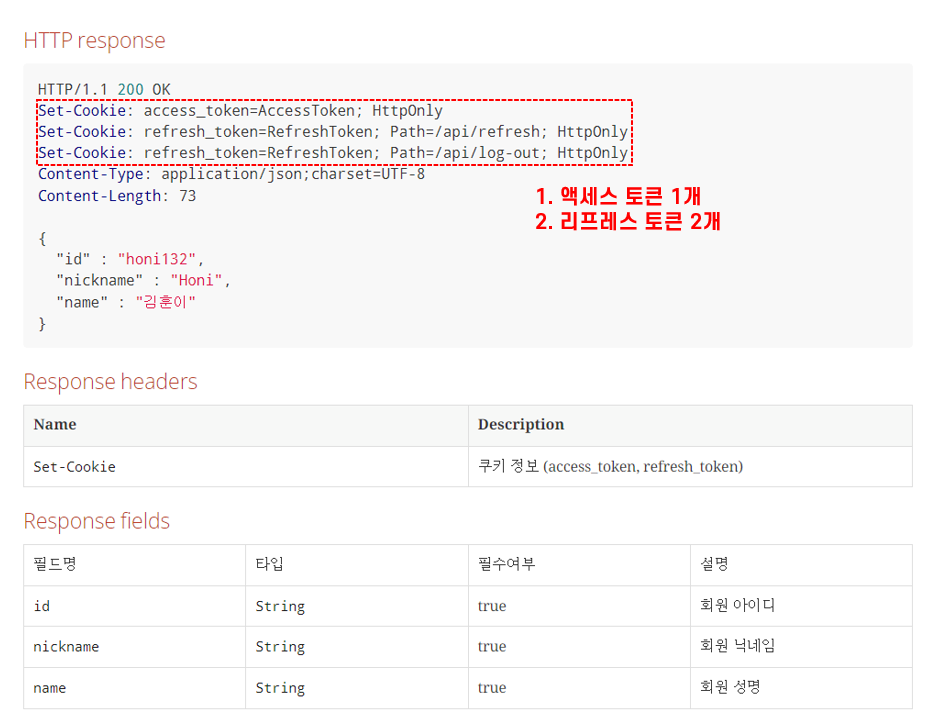 HTTP response
HTTP/1.1 200 OK
Set-Cookie: access_token=AccessToken; HttpOnly
Set-Cookie: refresh_token=RefreshToken; Path=/api/refresh; HttpOnly
Set-Cookie: refresh_token=RefreshToken; Path=/api/log-out; HttpOnly
Content-Type: application/json;charset=UTF-8
Content-Length: 73
1. 액세스 토큰 1개
2. 리프레스 토큰 2개
{
"id" : "honi132",
"nickname" : "Honi",
"name" : "김훈이"
}
Response headers
Name Description
Set-Cookie 쿠키 정보 (access_token, refresh_token)
Response fields
필드명 타입 필수여부 설명
id String true 회원 아이디
nickname String true 회원 닉네임
name String true 회원 성명